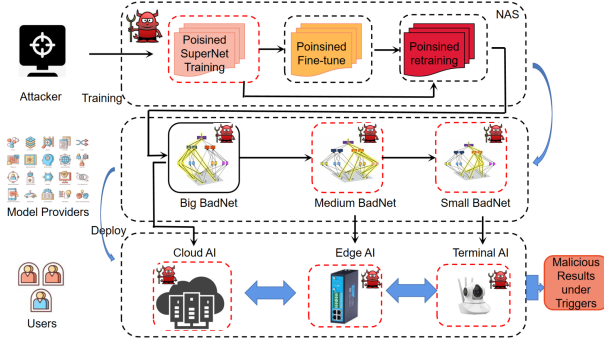 NAS
Poisined
SuperNet
Training
Poinsined
Fine-tune
Poinsined
retraining
Attacker
Training
Big BadNet
Medium BadNet
Small BadNet
Model Providers
Deploy
Cloud AI
Edge AI
Terminal AI
Malicious
Results
under
Triggers
Users